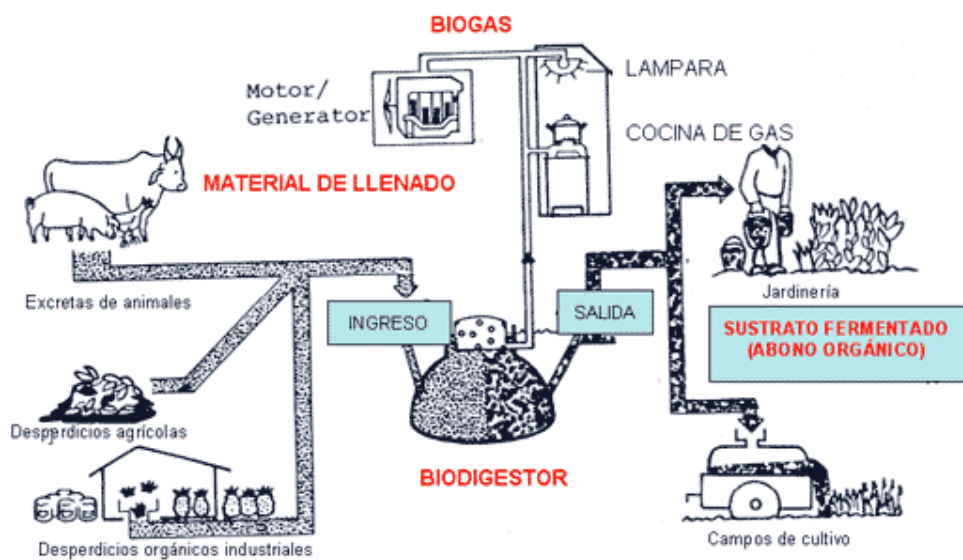 BIOGAS
LAMPARA
Motor/
Generator
COCINA DE GAS
MATERIAL DE LLENADO
Excretas de animales
INGRESO
SALIDA
Jardinería
SUSTRATO FERMENTADO
(ABONO ORGÁNICO)
Desperdicios agrícolas
BIODIGESTOR
Desperdicios orgánicos industriales
Campos de cultivo